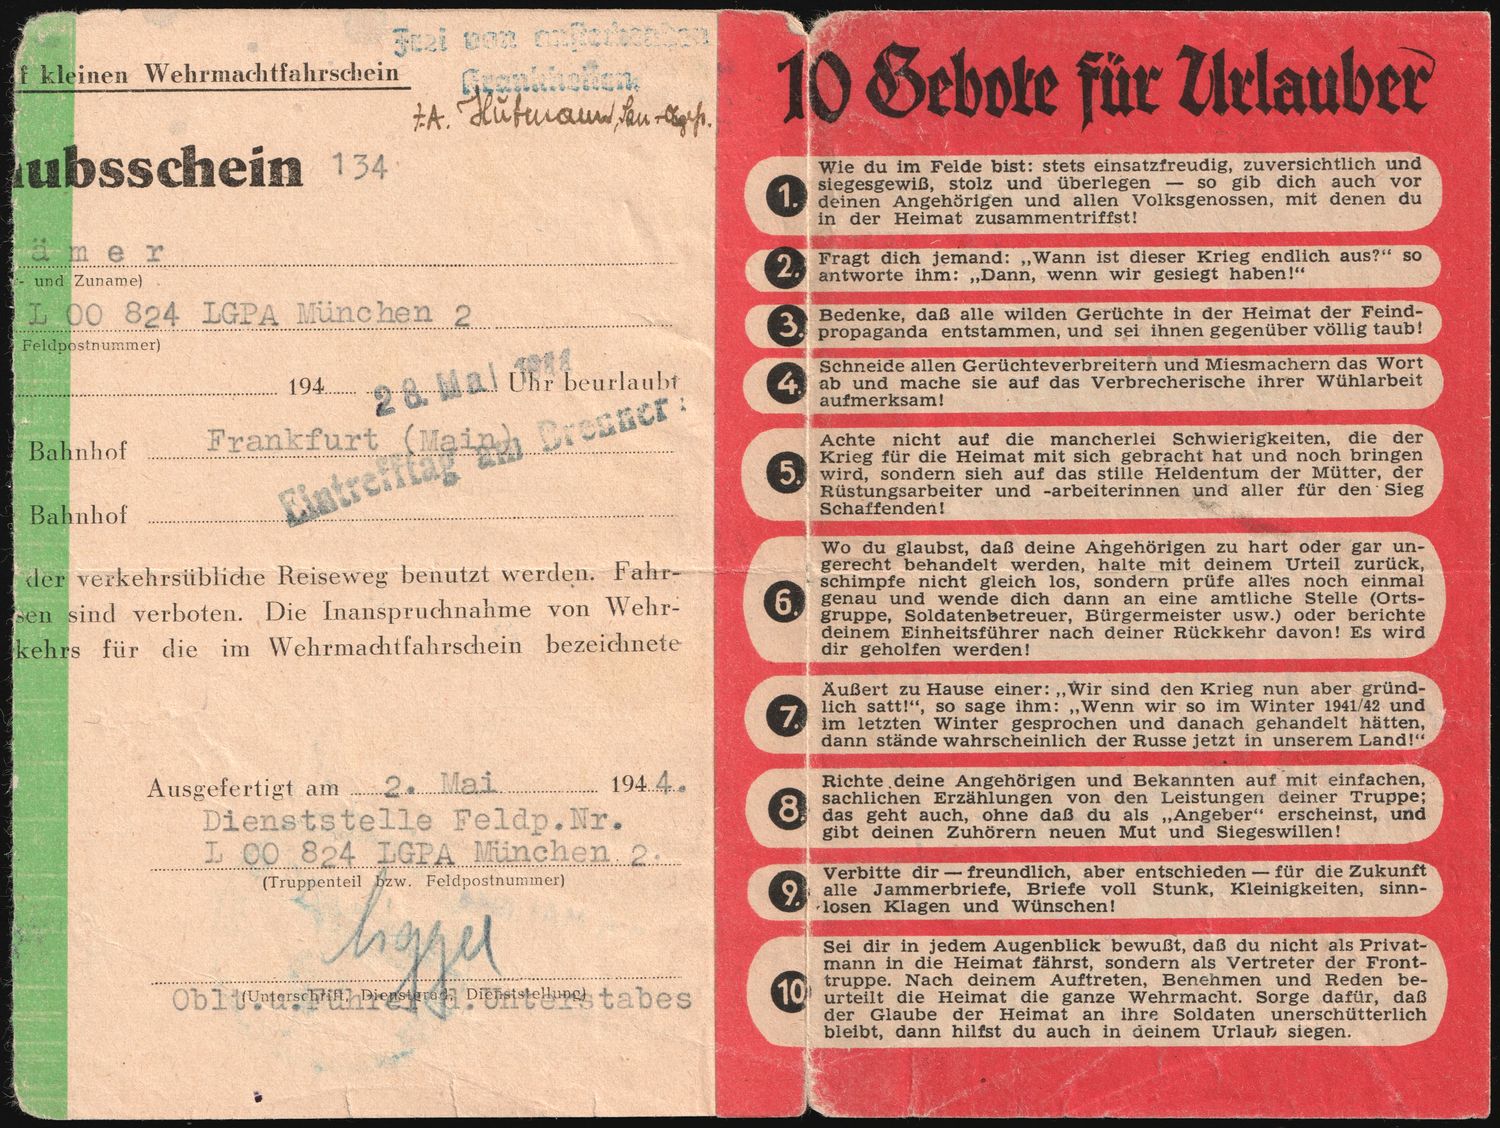 f kleinen Wehrmachtfahrschein
Frei von ansteckenden
Krankheiten
ubsschein 134
ämer
- und Zuname)
L 00 824 LGPA München 2
Feldpostnummer)
194 Uhr beurlaubt
28. Mai 1944
Eintrefftag am Brenner:
Bahnhof Frankfurt (Main)
Bahnhof
der verkehrsübliche Reiseweg benutzt werden. Fahr-
sen sind verboten. Die Inanspruchnahme von Wehr-
kehrs für die im Wehrmachtfahrschein bezeichnete
Ausgefertigt am 2. Mai 1944.
Dienststelle Feldp.Nr.
L 00 824 LGPA München 2.
(Truppenteil bzw. Feldpostnummer)
(Unterschrift, Dienstgrad, Dienststellung)
Oblt.u.Führer d.Unterstabes
10 Gebote für Urlauber
1. Wie du im Felde bist: stets einsatzfreudig, zuversichtlich und
siegesgewiß, stolz und überlegen — so gib dich auch vor
deinen Angehörigen und allen Volksgenossen, mit denen du
in der Heimat zusammentriffst!
2. Fragt dich jemand: „Wann ist dieser Krieg endlich aus?“ so
antworte ihm: „Dann, wenn wir gesiegt haben!“
3. Bedenke, daß alle wilden Gerüchte in der Heimat der Feind-
propaganda entstammen, und sei ihnen gegenüber völlig taub!
4. Schneide allen Gerüchteverbreitern und Miesmachern das Wort
ab und mache sie auf das Verbrecherische ihrer Wühlarbeit
aufmerksam!
5. Achte nicht auf die mancherlei Schwierigkeiten, die der
Krieg für die Heimat mit sich gebracht hat und noch bringen
wird, sondern sieh auf das stille Heldentum der Mütter, der
Rüstungsarbeiter und -arbeiterinnen und aller für den Sieg
Schaffenden!
6. Wo du glaubst, daß deine Angehörigen zu hart oder gar un-
gerecht behandelt werden, halte mit deinem Urteil zurück,
schimpfe nicht gleich los, sondern prüfe alles noch einmal
genau und wende dich dann an eine amtliche Stelle (Orts-
gruppe, Soldatenbetreuer, Bürgermeister usw.) oder berichte
deinem Einheitsführer nach deiner Rückkehr davon! Es wird
dir geholfen werden!
7. Äußert zu Hause einer: „Wir sind den Krieg nun aber gründ-
lich satt!“, so sage ihm: „Wenn wir so im Winter 1941/42 und
im letzten Winter gesprochen und danach gehandelt hätten,
dann stände wahrscheinlich der Russe jetzt in unserem Land!“
8. Richte deine Angehörigen und Bekannten auf mit einfachen,
sachlichen Erzählungen von den Leistungen deiner Truppe;
das geht auch, ohne daß du als „Angeber“ erscheinst, und
gibt deinen Zuhörern neuen Mut und Siegeswillen!
9. Verbitte dir — freundlich, aber entschieden — für die Zukunft
alle Jammerbriefe, Briefe voll Stunk, Kleinigkeiten, sinn-
losen Klagen und Wünschen!
10. Sei dir in jedem Augenblick bewußt, daß du nicht als Privat-
mann in die Heimat fährst, sondern als Vertreter der Front-
truppe. Nach deinem Auftreten, Benehmen und Reden be-
urteilt die Heimat die ganze Wehrmacht. Sorge dafür, daß
der Glaube der Heimat an ihre Soldaten unerschütterlich
bleibt, dann hilfst du auch in deinem Urlaub siegen.